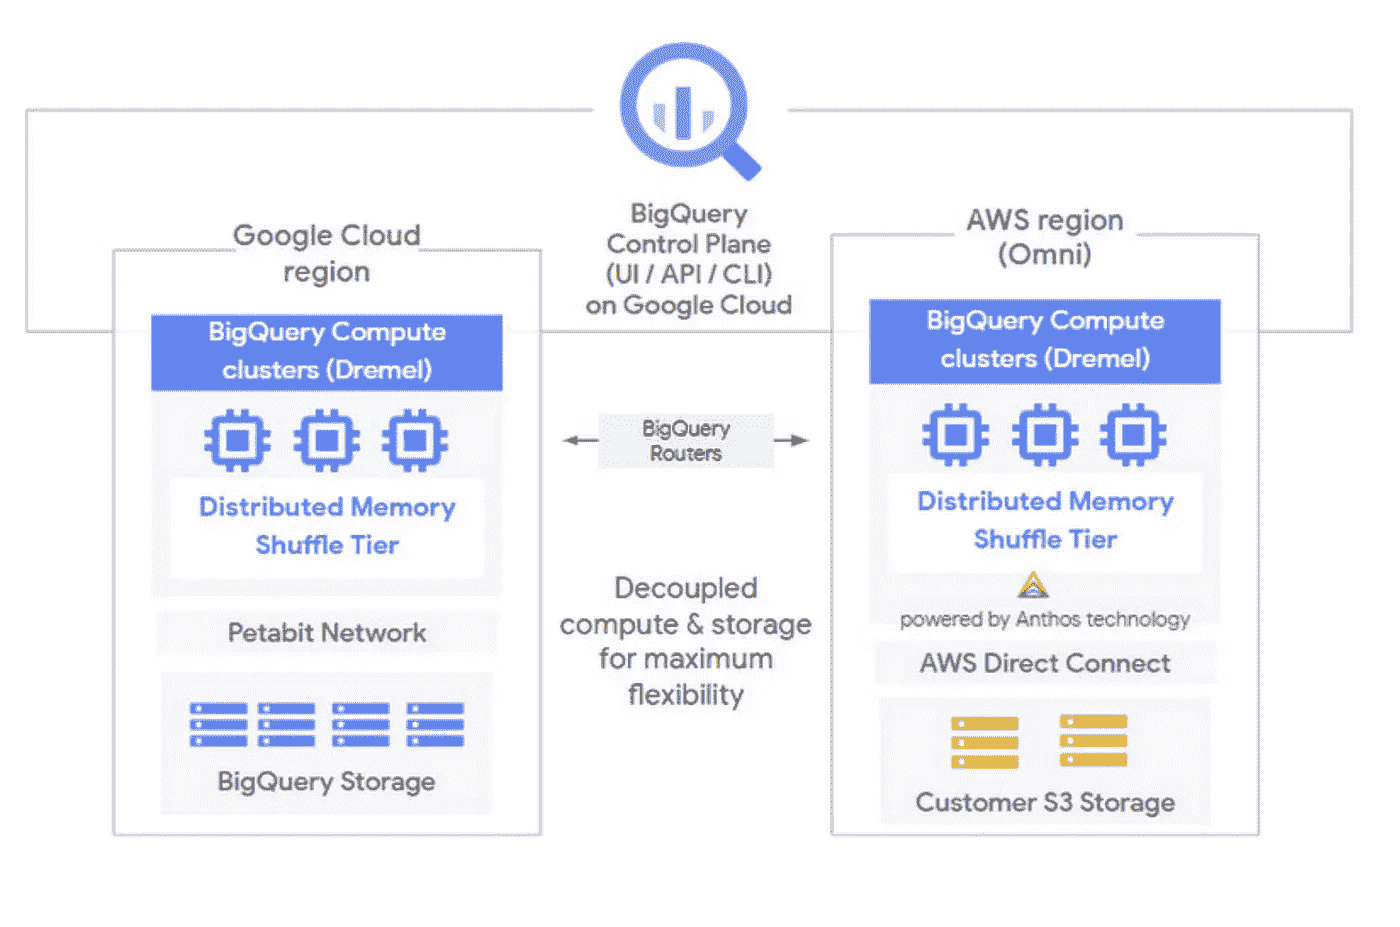 BigQuery
Control Plane
(UI / API / CLI)
on Google Cloud
Google Cloud
region
BigQuery Compute
clusters (Dremel)
Distributed Memory
Shuffle Tier
Petabit Network
BigQuery Storage
BigQuery
Routers
Decoupled
compute & storage
for maximum
flexibility
AWS region
(Omni)
BigQuery Compute
clusters (Dremel)
Distributed Memory
Shuffle Tier
powered by Anthos technology
AWS Direct Connect
Customer S3 Storage